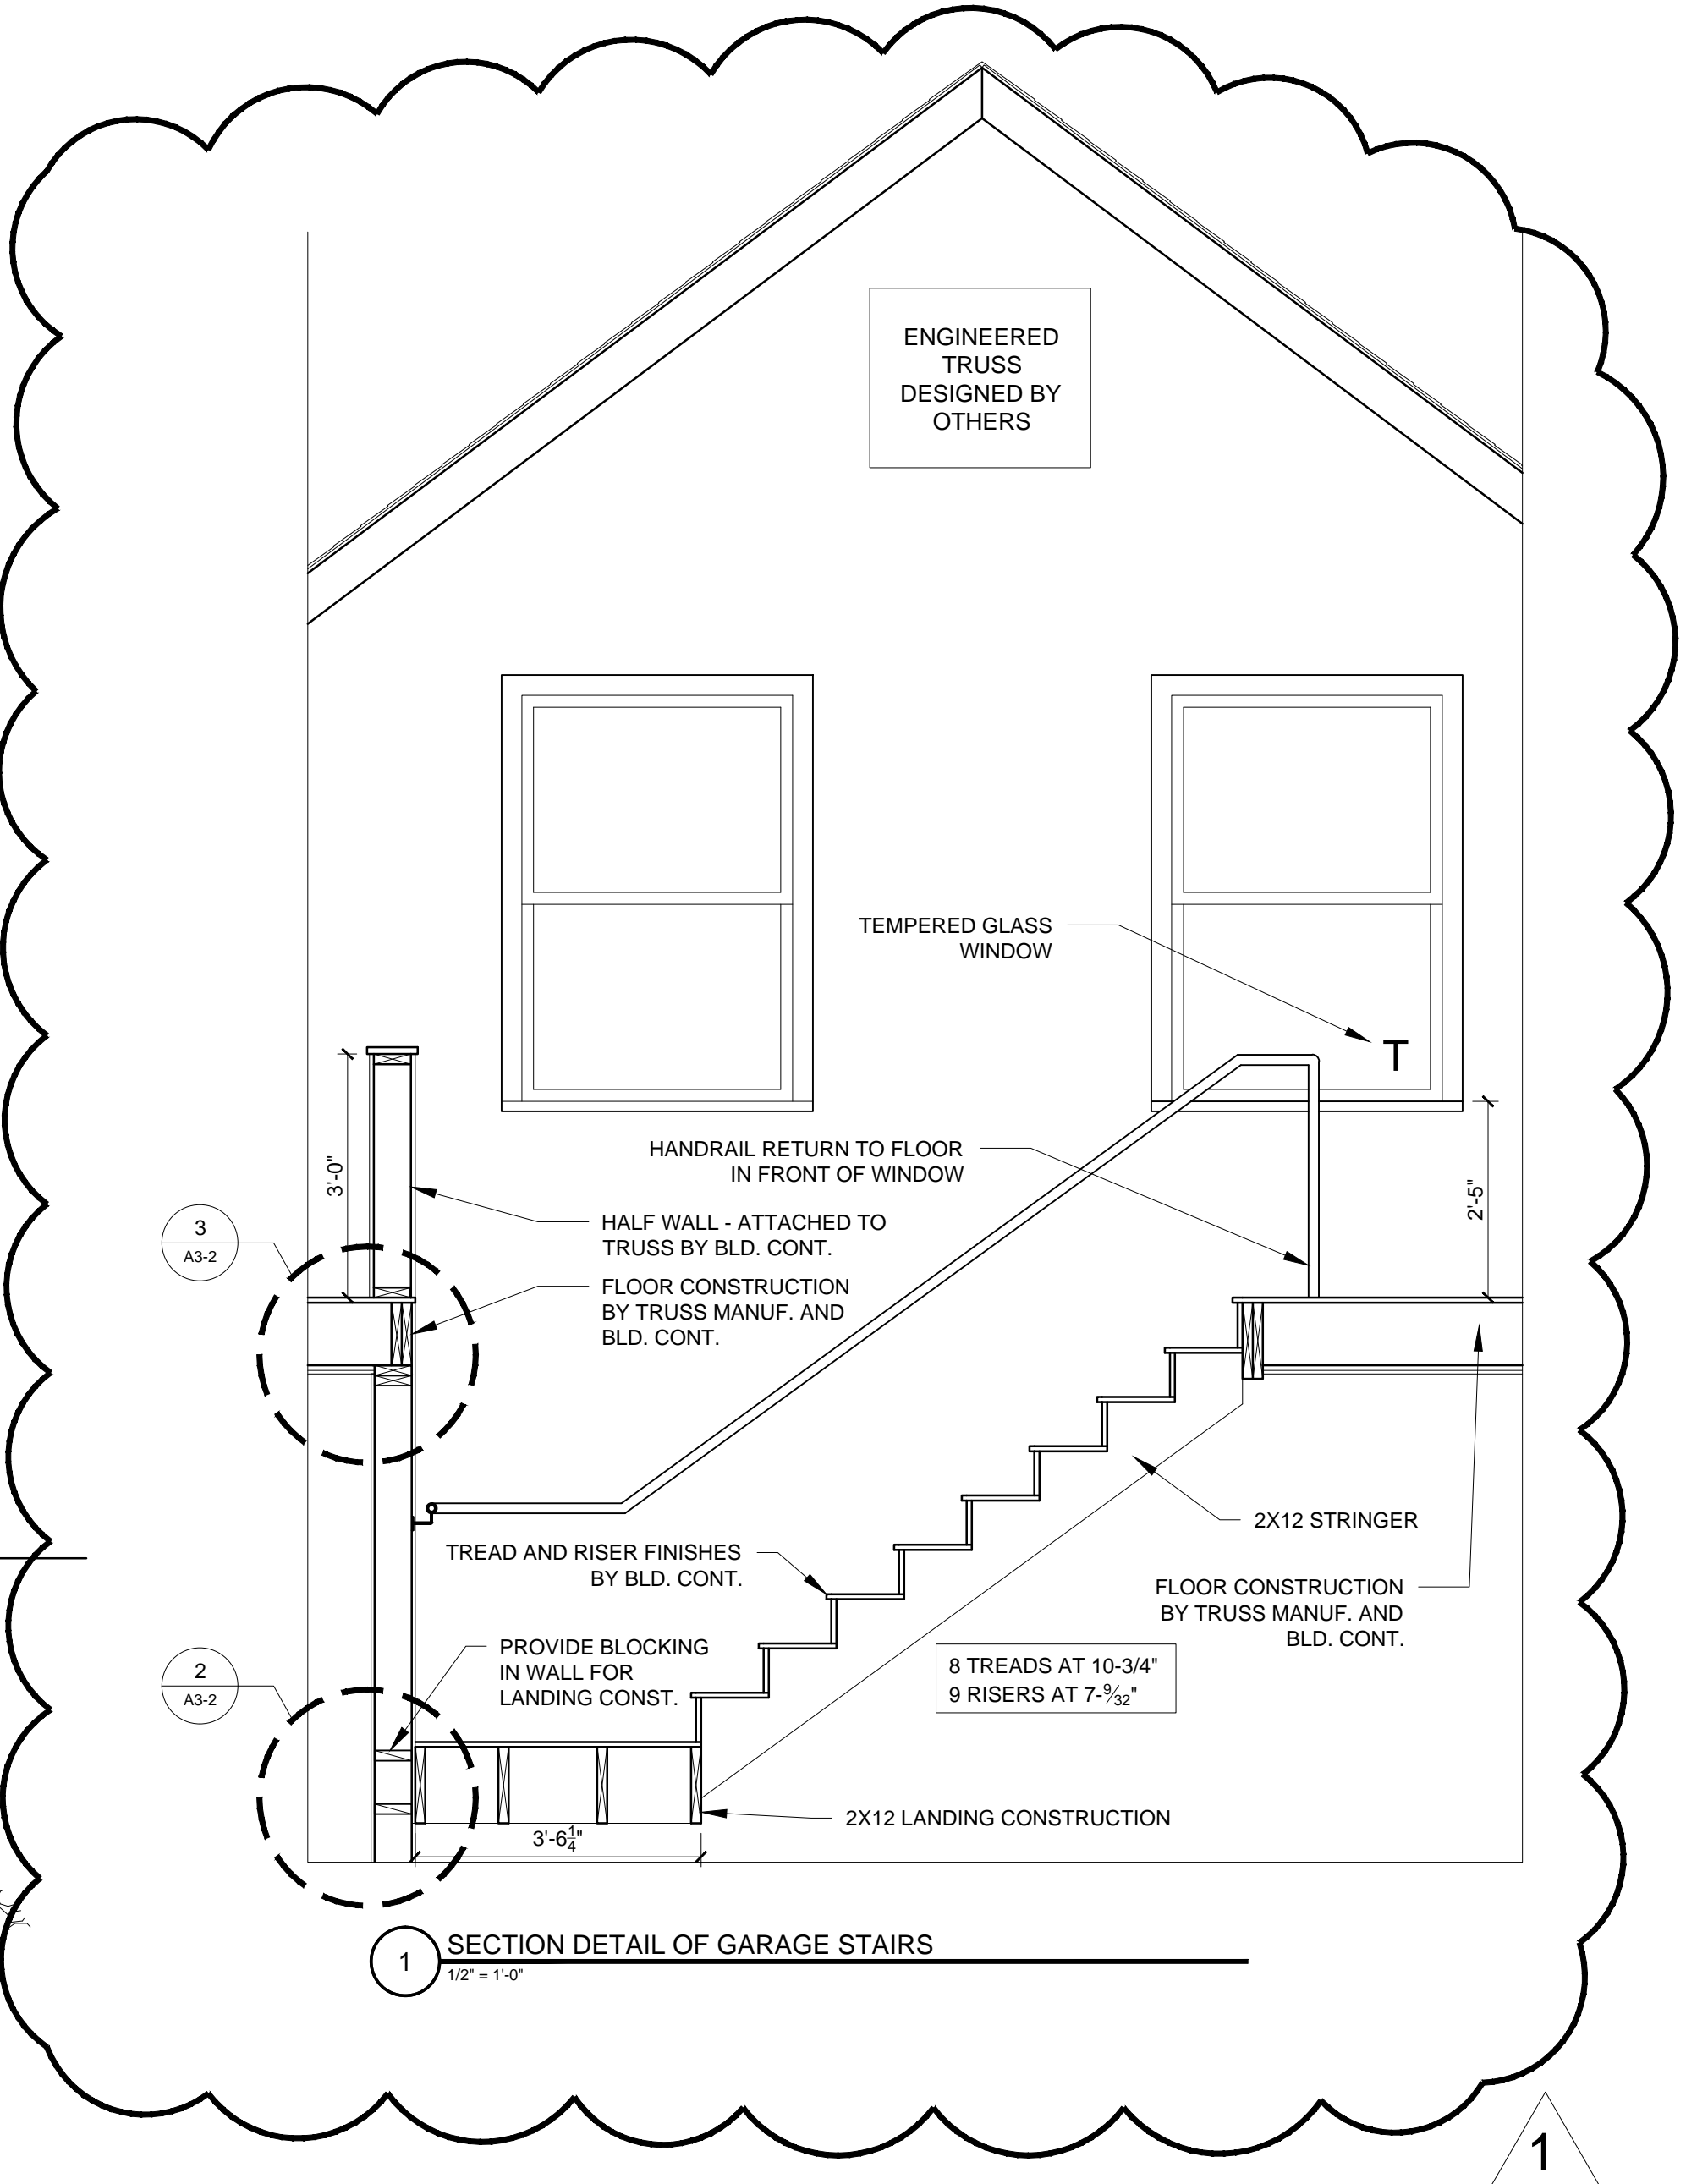 ENGINEERED
TRUSS
DESIGNED BY
OTHERS
TEMPERED GLASS
WINDOW
T
3'-0"
HANDRAIL RETURN TO FLOOR
IN FRONT OF WINDOW
2'-5"
HALF WALL - ATTACHED TO
TRUSS BY BLD. CONT.
3
A3-2
FLOOR CONSTRUCTION
BY TRUSS MANUF. AND
BLD. CONT.
2X12 STRINGER
TREAD AND RISER FINISHES
BY BLD. CONT.
FLOOR CONSTRUCTION
BY TRUSS MANUF. AND
BLD. CONT.
PROVIDE BLOCKING
IN WALL FOR
LANDING CONST.
2
A3-2
8 TREADS AT 10-3/4"
9 RISERS AT 7-9/32"
2X12 LANDING CONSTRUCTION
3'-6 1/4"
1
SECTION DETAIL OF GARAGE STAIRS
1/2" = 1'-0"
1